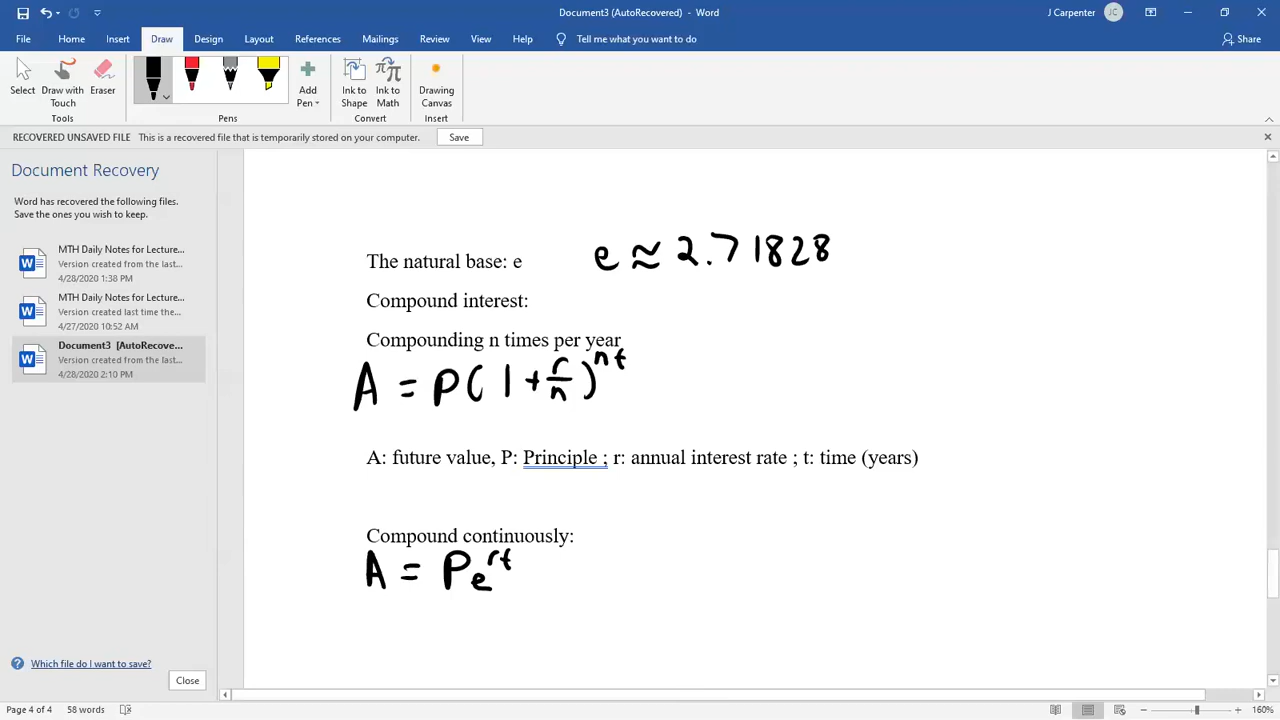 Document3 (AutoRecovered) - Word
J Carpenter JC
File Home Insert Draw Design Layout References Mailings Review View Help Tell me what you want to do Share
Select Draw with Touch Eraser Add Pen Ink to Shape Ink to Math Drawing Canvas
Tools Pens Convert Insert
RECOVERED UNSAVED FILE This is a recovered file that is temporarily stored on your computer. Save
Document Recovery
Word has recovered the following files.
Save the ones you wish to keep.
MTH Daily Notes for Lecture...
Version created from the last...
4/28/2020 1:38 PM
MTH Daily Notes for Lecture...
Version created last time the...
4/27/2020 10:52 AM
Document3 [AutoRecove...
Version created from the last...
4/28/2020 2:10 PM
Which file do I want to save?
Close
The natural base: e e ≈ 2.71828
Compound interest:
Compounding n times per year
A = P(1 + r/n)^nt
A: future value, P: Principle ; r: annual interest rate ; t: time (years)
Compound continuously:
A = Pe^rt
Page 4 of 4 58 words 160%